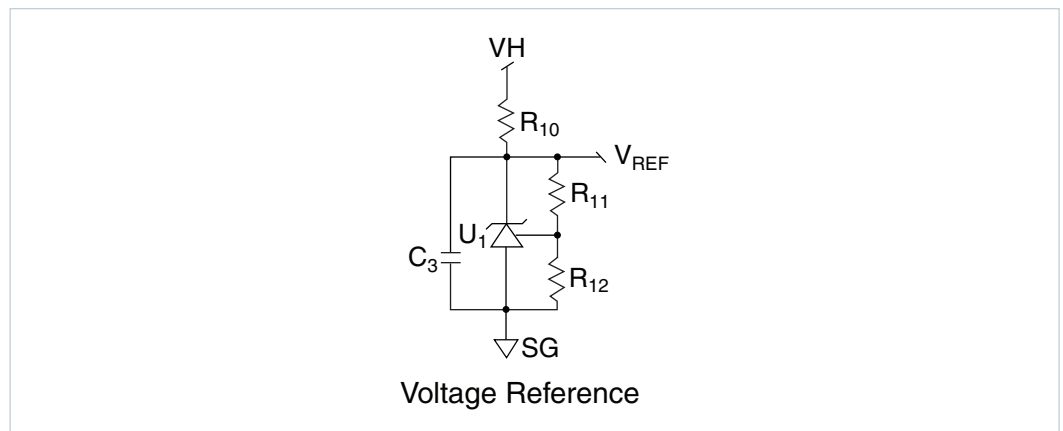 VH
R10
VREF
R11
U1
C3
R12
SG
Voltage Reference